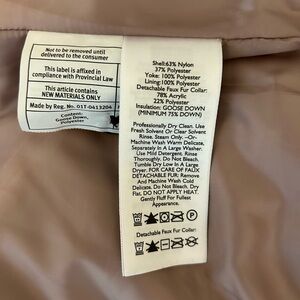 Not to be removed until
delivered to the consumer
This label is affixed in
compliance with Provincial Law
This article contains
NEW MATERIALS ONLY
Made by Reg. No. 01T-0413204
Content:
Goose Down,
Polyester
Shell:63% Nylon
37% Polyester
Yoke: 100% Polyester
Lining:100% Polyester
Detachable Faux Fur Collar:
78% Acrylic
22% Polyester
Insulation: GOOSE DOWN
(MINIMUM 75% DOWN)
Professionally Dry Clean. Use
Fresh Solvent Or Clear Solvent
Rinse. Steam Only. -Or-
Machine Wash Warm Delicate,
Separately In A Large Washer.
Use Mild Detergent. Rinse
Thoroughly. Do Not Bleach.
Tumble Dry Low In Large
Dryer. FOR CARE OF FAUX
DETACHABLE FUR: Remove
And Machine Wash Cold
Delicate. Do Not Bleach. Dry
Flat, DO NOT APPLY HEAT.
Gently Fluff For Fullest
Appearance.
Detachable Faux Fur Collar: